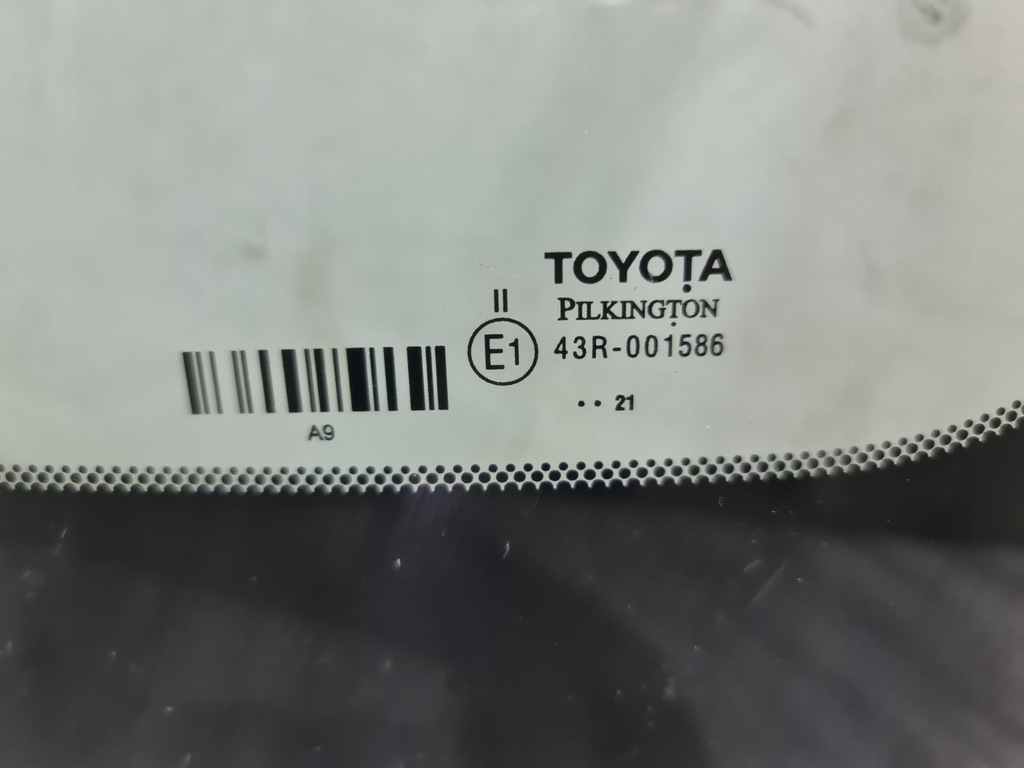 TOYOTA
PILKINGTON
II
E1 43R-001586
•• 21
A9